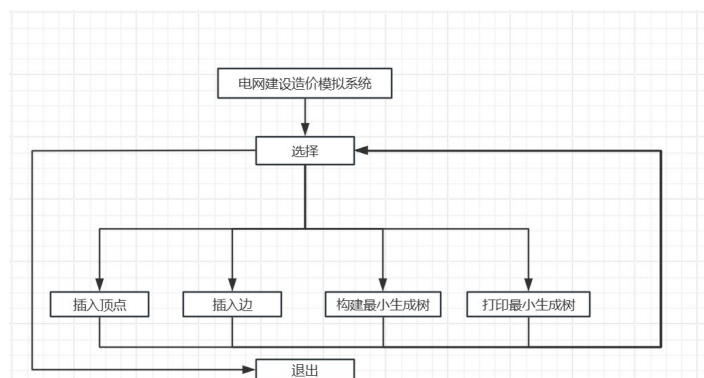 电网建设造价模拟系统
选择
插入顶点
插入边
构建最小生成树
打印最小生成树
退出